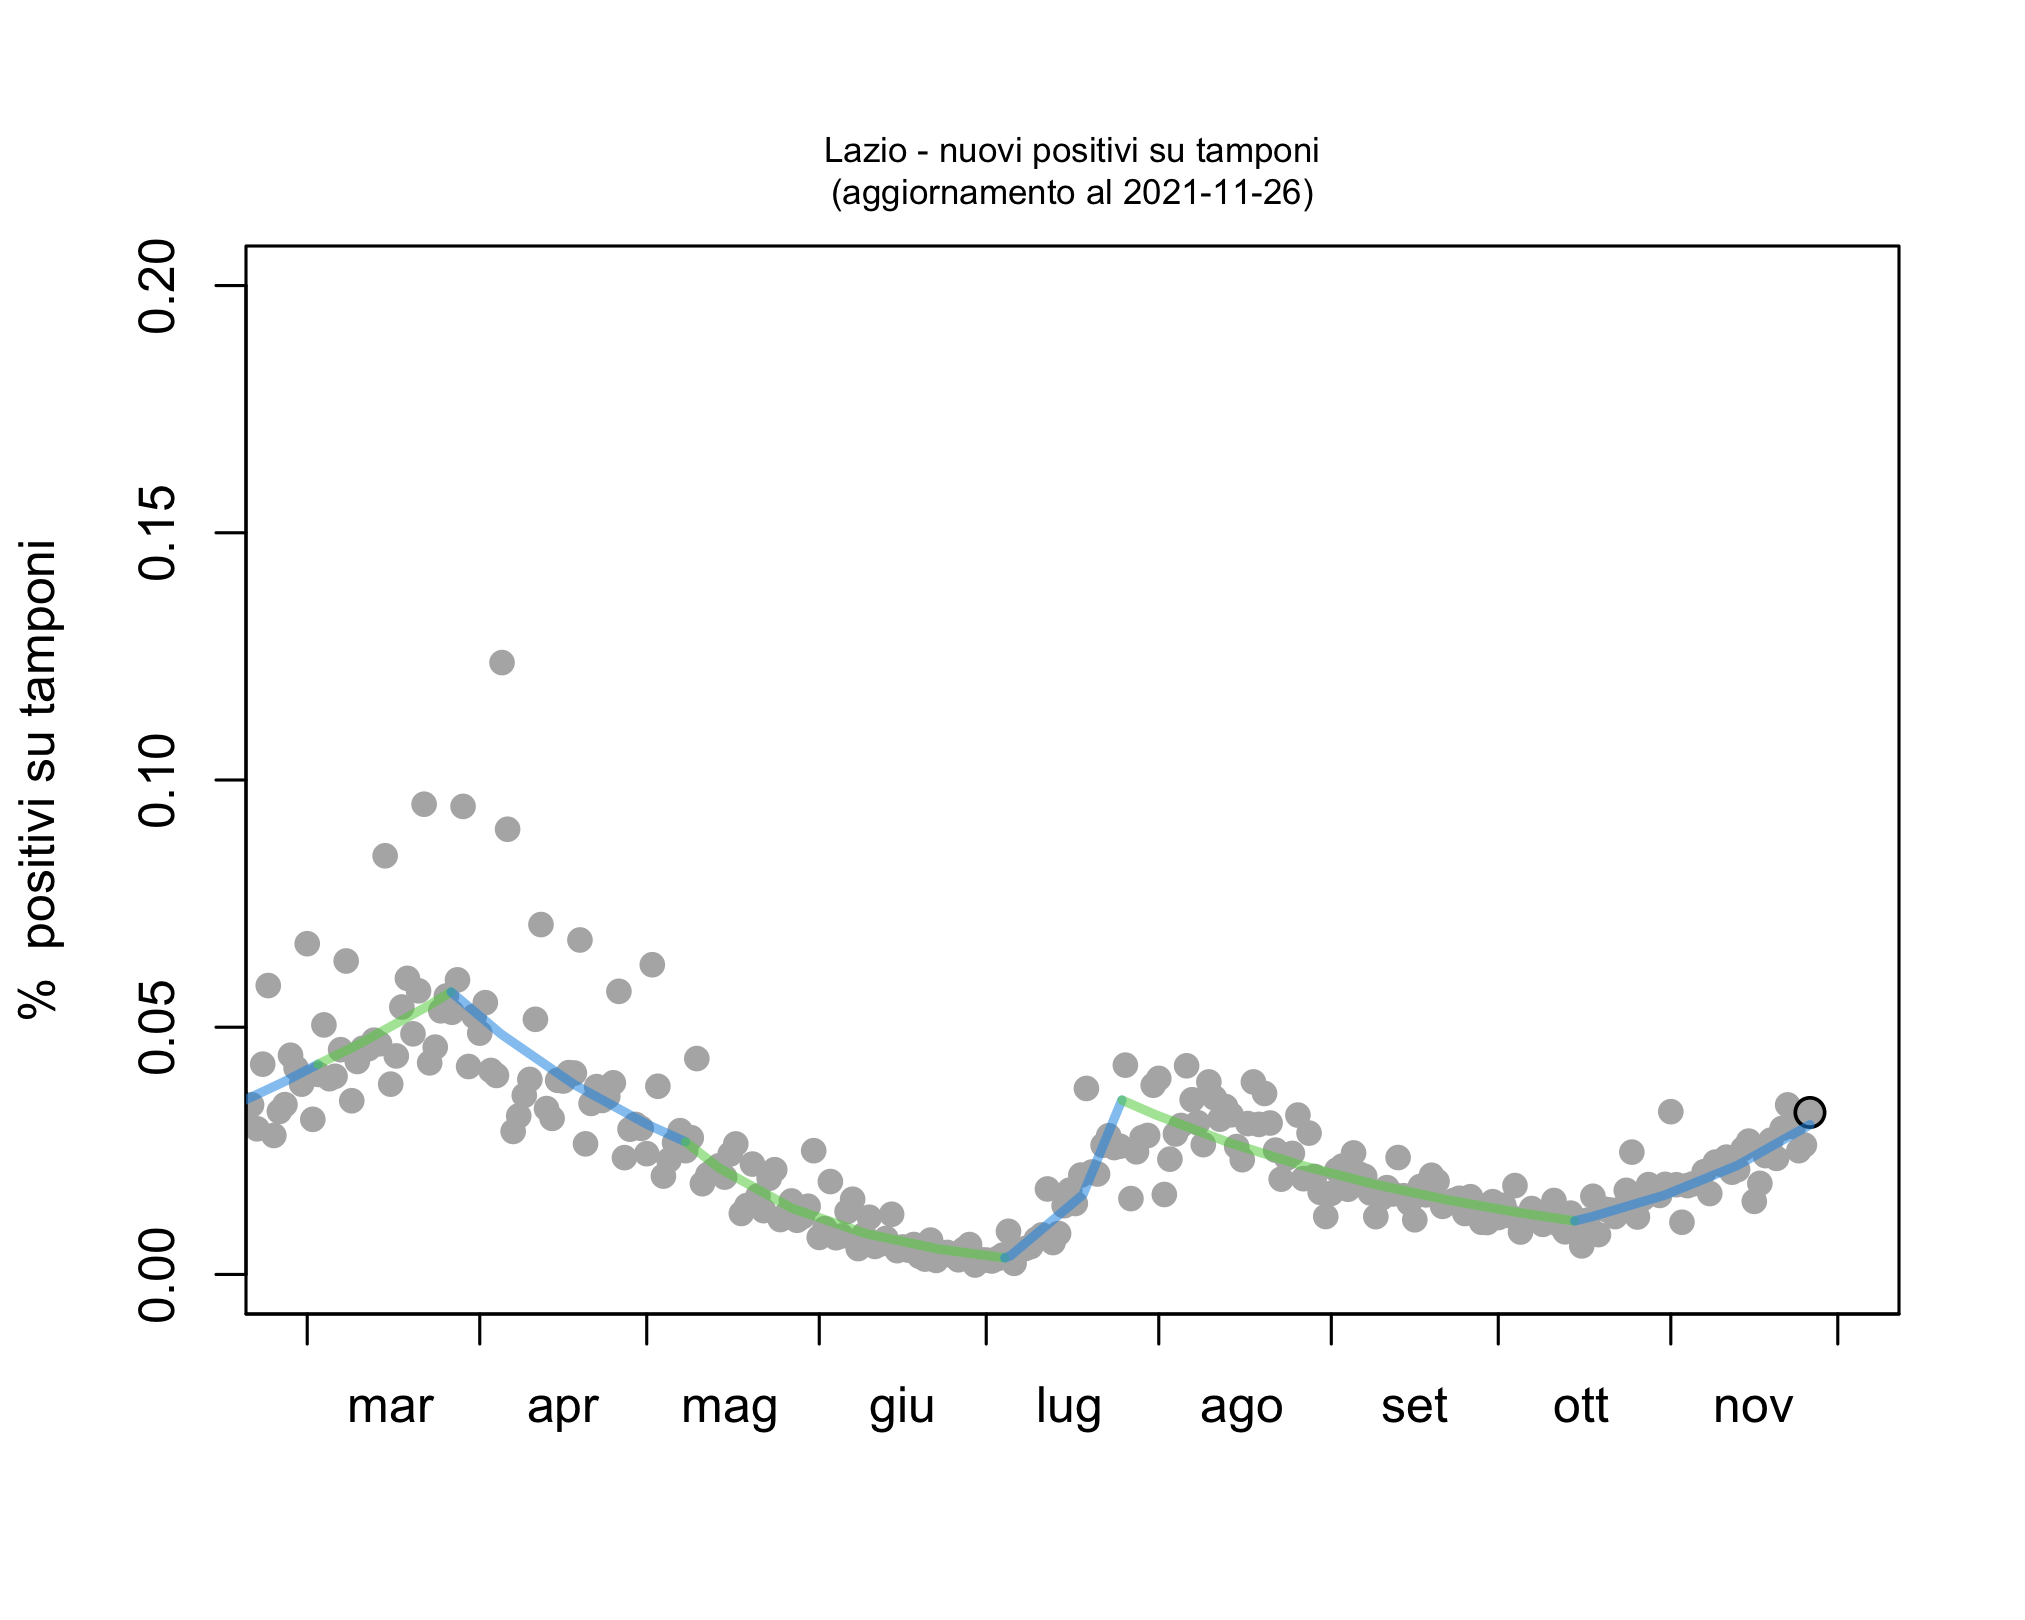 Lazio - nuovi positivi su tamponi
(aggiornamento al 2021-11-26)
% positivi su tamponi
0.20
0.15
0.10
0.05
0.00
mar apr mag giu lug ago set ott nov